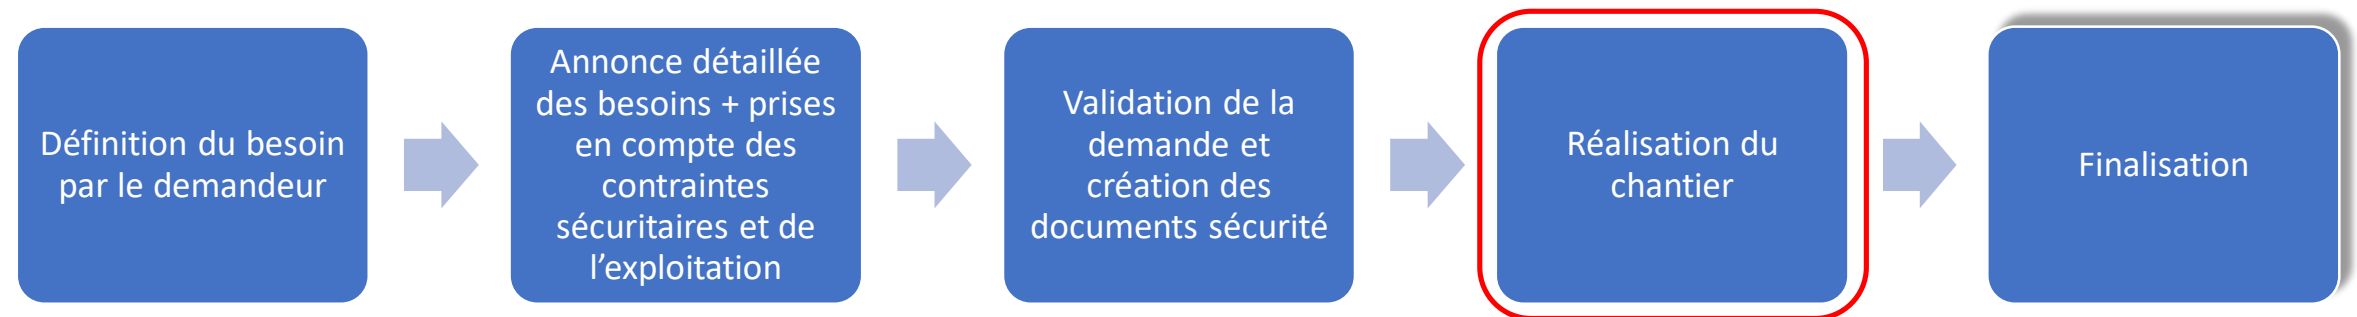 Définition du besoin
par le demandeur
Annonce détaillée
des besoins + prises
en compte des
contraintes
sécuritaires et de
l’exploitation
Validation de la
demande et
création des
documents sécurité
Réalisation du
chantier
Finalisation